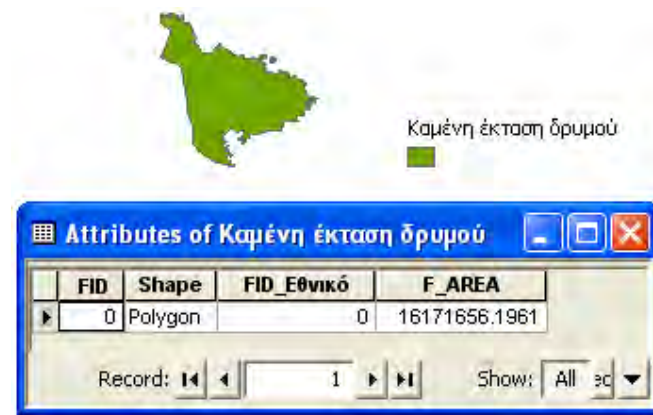 Καμένη έκταση δρυμού
Attributes of Καμένη έκταση δρυμού
FID Shape FID_Εθνικό F_AREA
0 Polygon 0 16171656.1961
Record: 1 Show: All